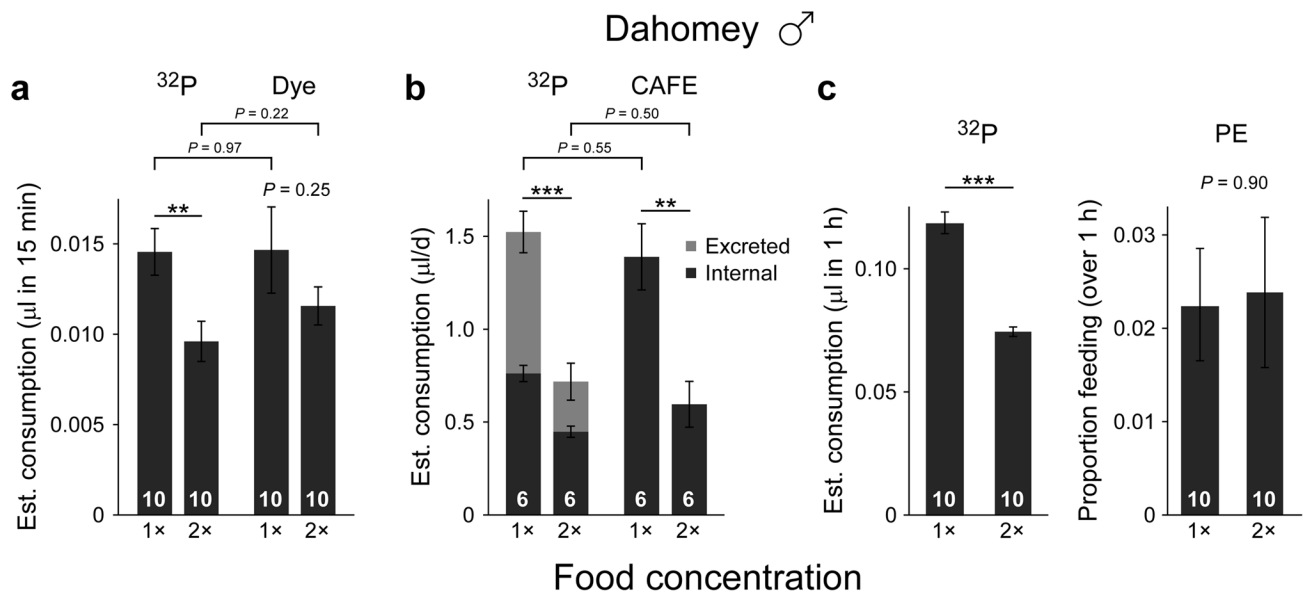 Dahomey ♂
a
³²P
Dye
P = 0.22
P = 0.97
P = 0.25
**
Est. consumption (μl in 15 min)
0.015
0.010
0.005
0
10
10
10
10
1×
2×
1×
2×
b
³²P
CAFE
P = 0.50
P = 0.55
***
**
Est. consumption (μl/d)
1.5
1.0
0.5
0
Excreted
Internal
6
6
6
6
1×
2×
1×
2×
c
³²P
***
Est. consumption (μl in 1 h)
0.10
0.05
0
10
10
1×
2×
PE
P = 0.90
Proportion feeding (over 1 h)
0.03
0.02
0.01
0
10
10
1×
2×
Food concentration